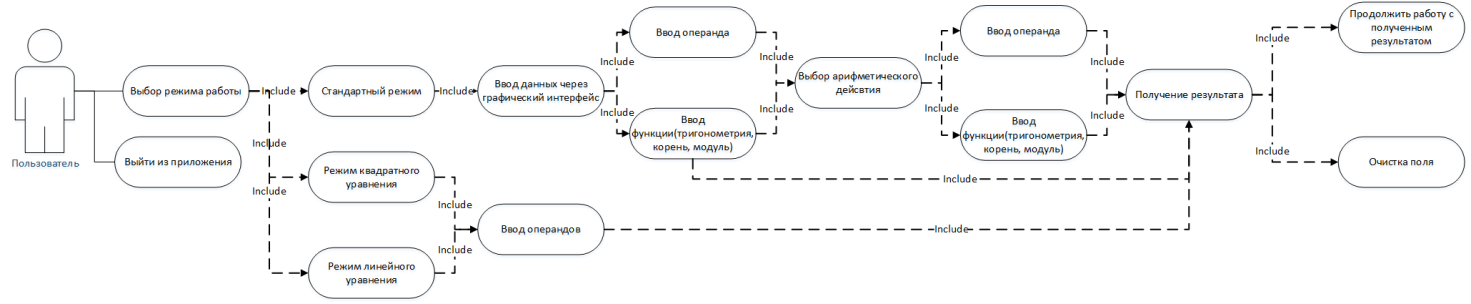 Пользователь
Выбор режима работы
Выйти из приложения
Include
Include
Include
Стандартный режим
Режим квадратного
уравнения
Режим линейного
уравнения
Include
Include
Include
Ввод данных через
графический интерфейс
Ввод операндов
Include
Include
Ввод операнда
Ввод
функции(тригонометрия,
корень, модуль)
Include
Include
Выбор арифметического
дейсвтия
Include
Include
Ввод операнда
Ввод
функции(тригонометрия,
корень, модуль)
Include
Include
Include
Include
Получение результата
Include
Include
Продолжить работу с
полученным
результатом
Очистка поля